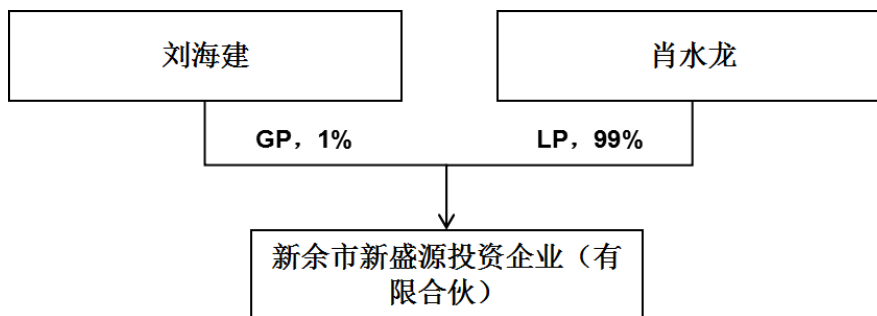 刘海建
肖水龙
GP，1%
LP，99%
新余市新盛源投资企业（有
限合伙）